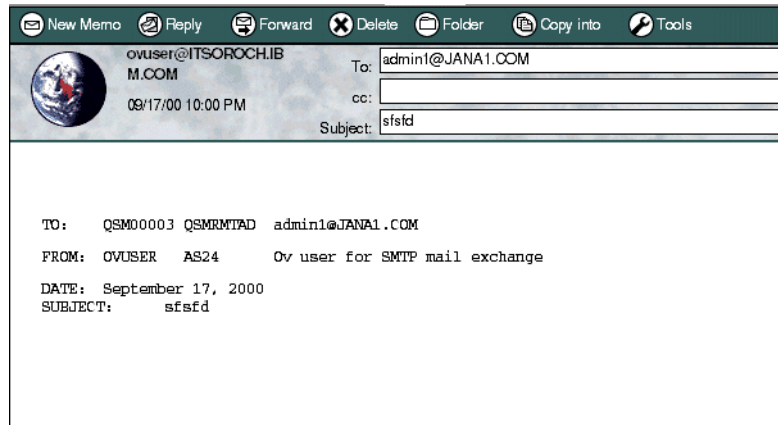 New Memo Reply Forward Delete Folder Copy into Tools
ovuser@ITSOROCH.IB
M.COM
09/17/00 10:00 PM
To: admin1@JANA1.COM
cc:
Subject: sfsfd
TO: QSM00003 QSMRMTAD admin1@JANA1.COM
FROM: OVUSER AS24 Ov user for SMTP mail exchange
DATE: September 17, 2000
SUBJECT: sfsfd